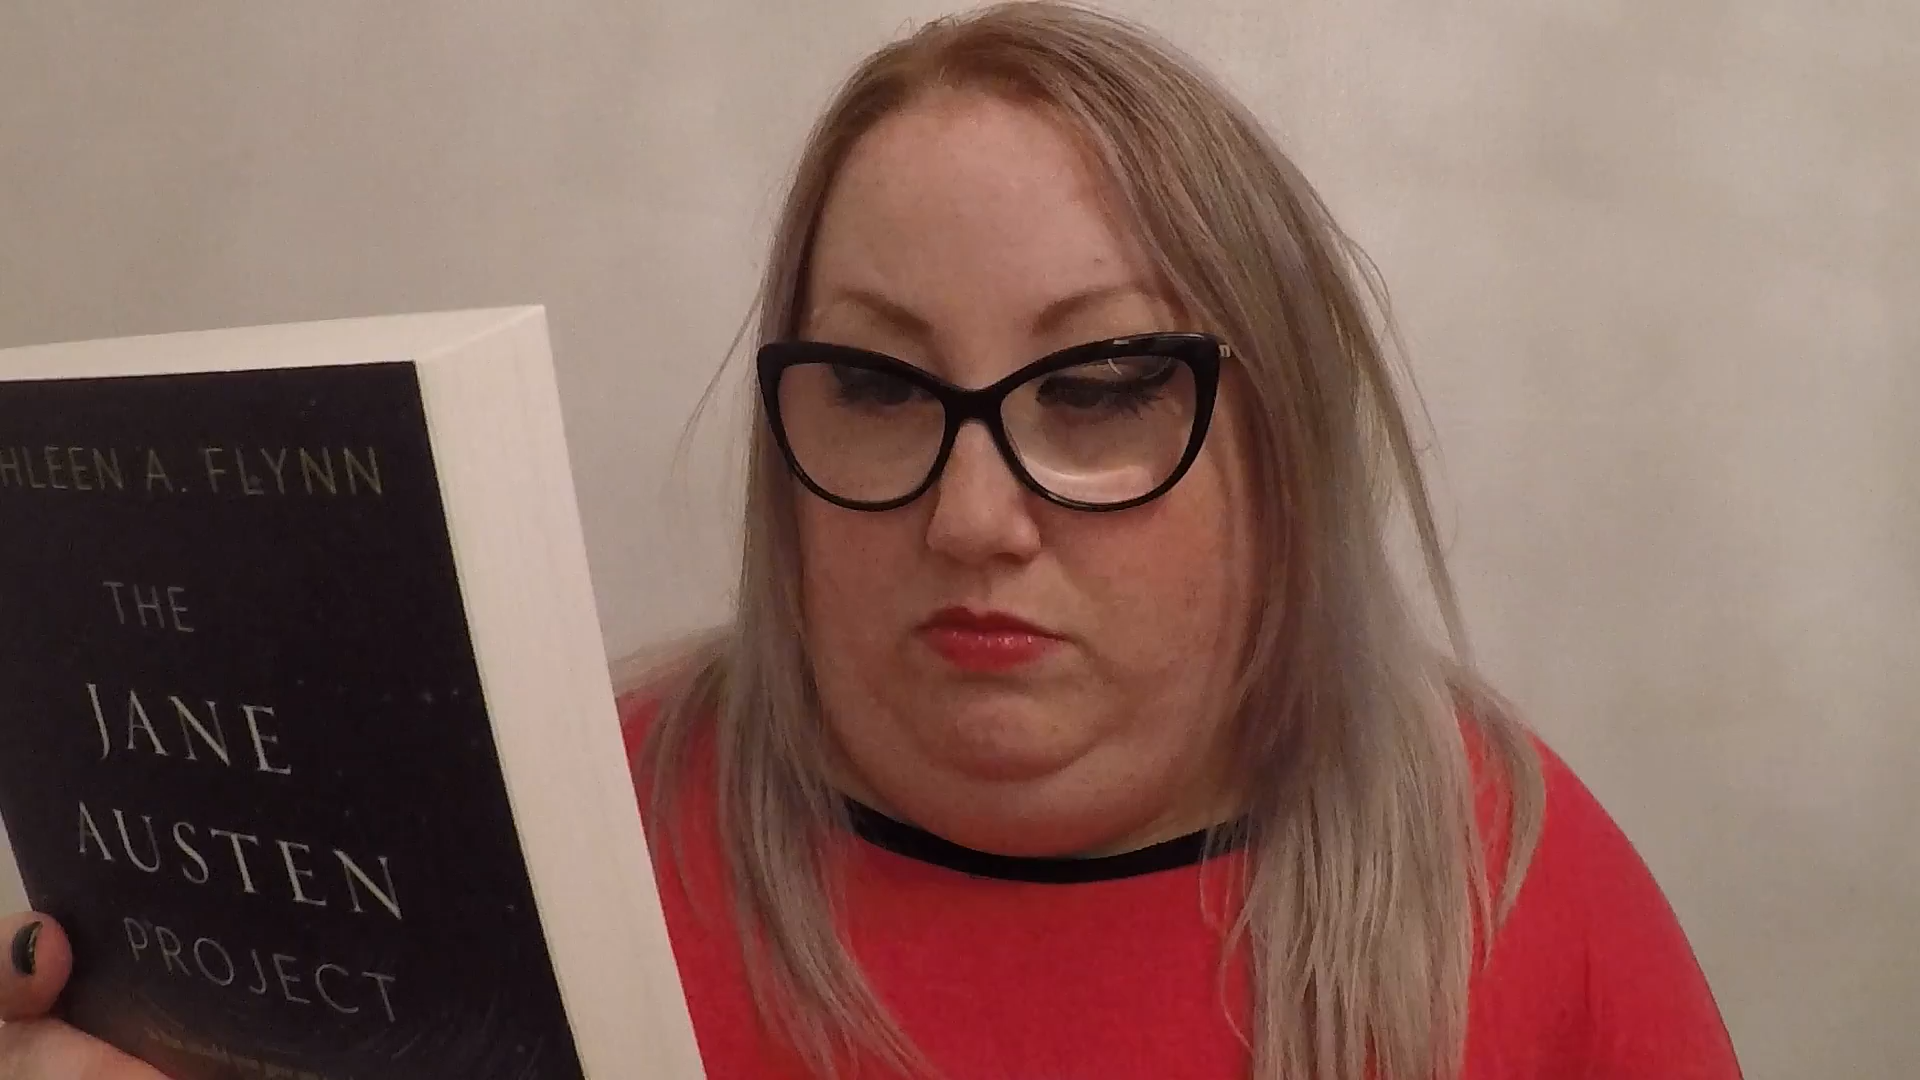 HLEEN A. FLYNN
THE
JANE
AUSTEN
PROJECT